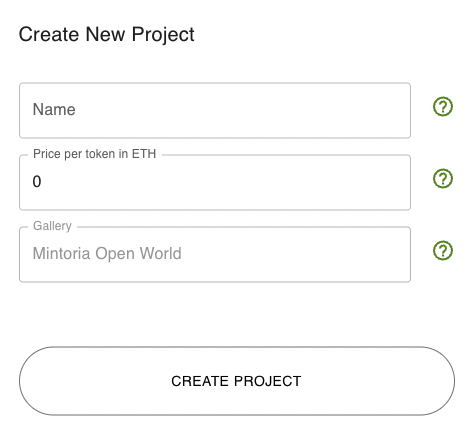 Create New Project
Name
Price per token in ETH
0
Gallery
Mintoria Open World
CREATE PROJECT